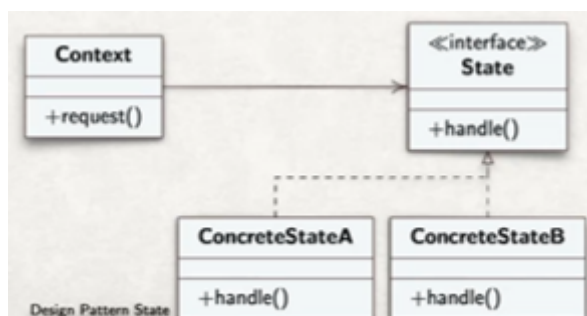 Context
+request()
≪interface≫
State
+handle()
ConcreteStateA
+handle()
ConcreteStateB
+handle()
Design Pattern State